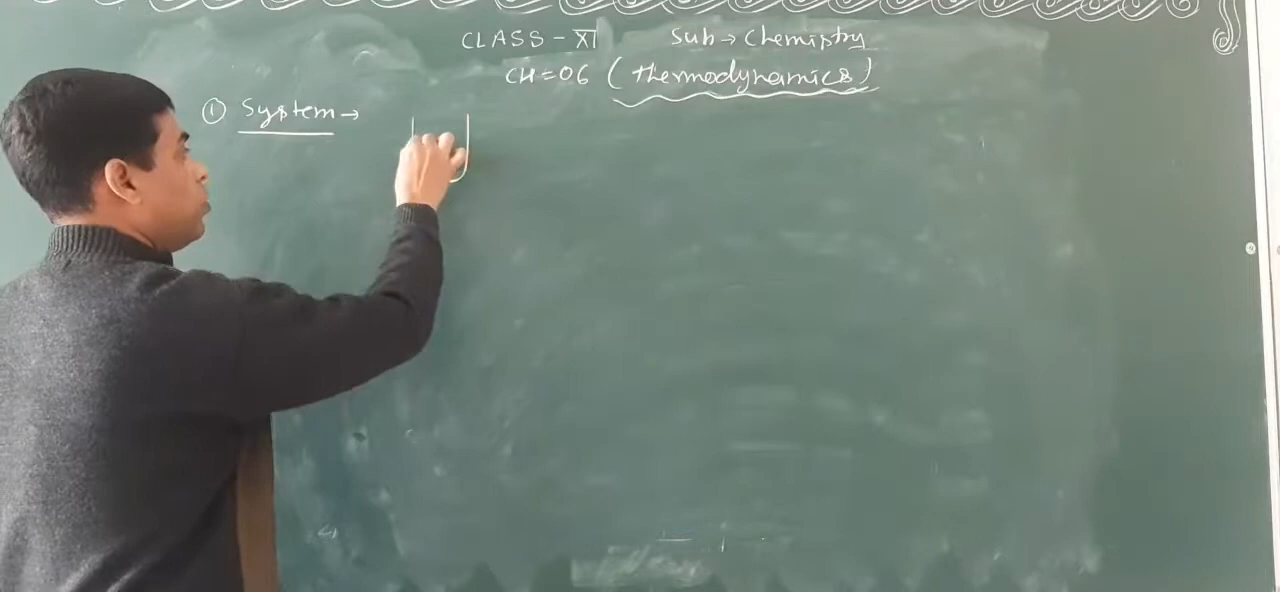 CLASS - XI Sub → Chemistry
CH = 06 (Thermodynamics)
① System →